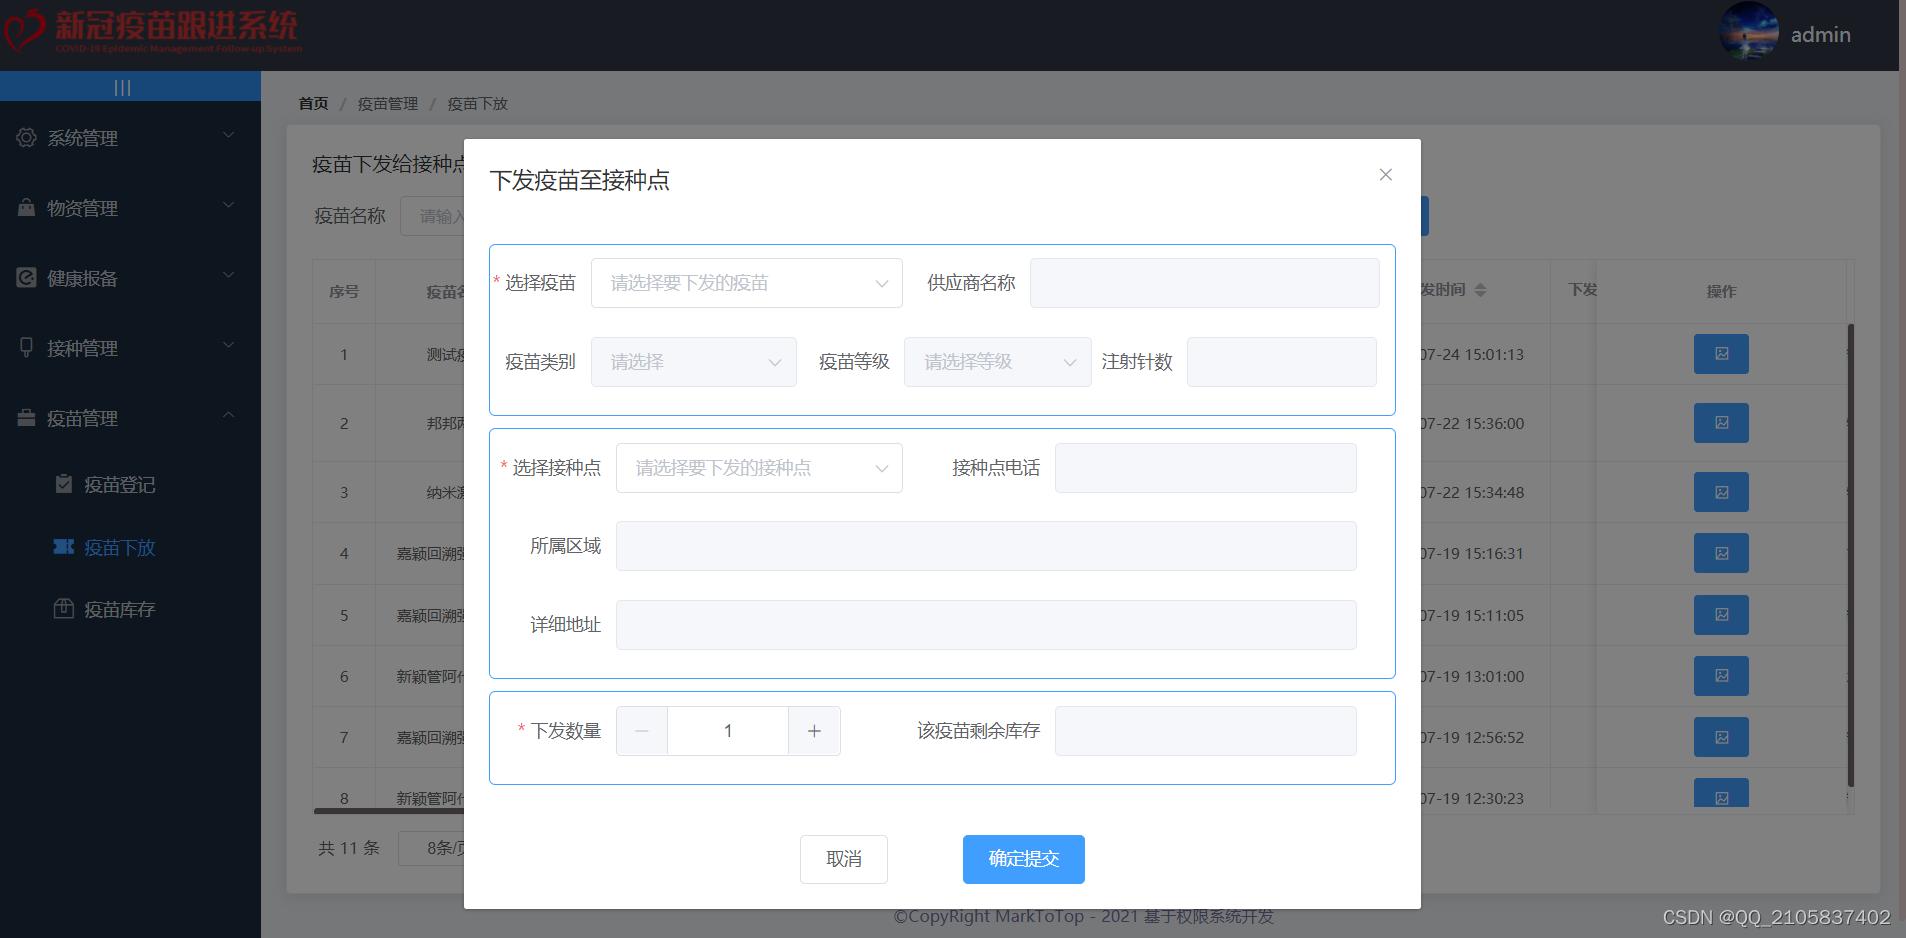 新冠疫苗跟进系统
COVID-19 Epidemic Management Follow-up System
admin
首页 / 疫苗管理 / 疫苗下放
系统管理
物资管理
健康报备
接种管理
疫苗管理
疫苗登记
疫苗下放
疫苗库存
疫苗下发给接种点
疫苗名称 请输入
序号 疫苗名 发时间 下发 操作
1 测试疫 07-24 15:01:13
2 邦邦两 07-22 15:36:00
3 纳米激 07-22 15:34:48
4 嘉颖回溯强 07-19 15:16:31
5 嘉颖回溯强 07-19 15:11:05
6 新颖管阿什 07-19 13:01:00
7 嘉颖回溯强 07-19 12:56:52
8 新颖管阿什 07-19 12:30:23
共 11 条 8条/页
下发疫苗至接种点
* 选择疫苗 请选择要下发的疫苗 供应商名称
疫苗类别 请选择 疫苗等级 请选择等级 注射针数
* 选择接种点 请选择要下发的接种点 接种点电话
所属区域
详细地址
* 下发数量 1 该疫苗剩余库存
取消 确定提交
©CopyRight MarkToTop - 2021 基于权限系统开发
CSDN @QQ_2105837402